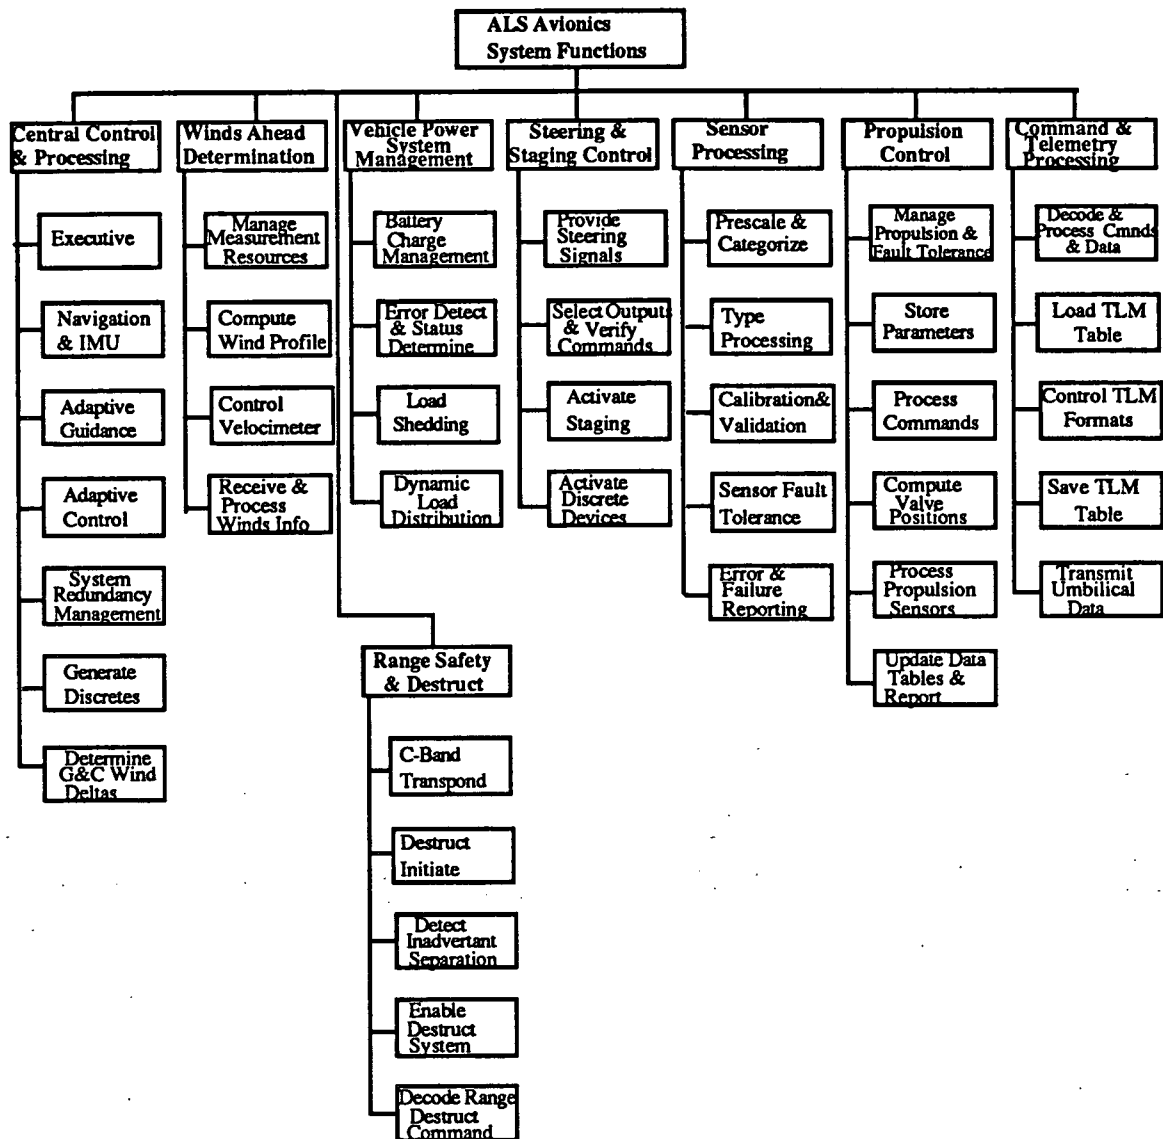 ALS Avionics
System Functions
Central Control
& Processing
Executive
Navigation
& IMU
Adaptive
Guidance
Adaptive
Control
System
Redundancy
Management
Generate
Discretes
Determine
G&C Wind
Deltas
Winds Ahead
Determination
Manage
Measurement
Resources
Compute
Wind Profile
Control
Velocimeter
Receive &
Process
Winds Info
Vehicle Power
System
Management
Battery
Charge
Management
Error Detect
& Status
Determine
Load
Shedding
Dynamic
Load
Distribution
Range Safety
& Destruct
C-Band
Transpond
Destruct
Initiate
Detect
Inadvertant
Separation
Enable
Destruct
System
Decode Range
Destruct
Command
Steering &
Staging Control
Provide
Steering
Signals
Select Outputs
& Verify
Commands
Activate
Staging
Activate
Discrete
Devices
Sensor
Processing
Prescale &
Categorize
Type
Processing
Calibration&
Validation
Sensor Fault
Tolerance
Error &
Failure
Reporting
Propulsion
Control
Manage
Propulsion &
Fault Tolerance
Store
Parameters
Process
Commands
Compute
Valve
Positions
Process
Propulsion
Sensors
Update Data
Tables &
Report
Command &
Telemetry
Processing
Decode &
Process Cmnds
& Data
Load TLM
Table
Control TLM
Formats
Save TLM
Table
Transmit
Umbilical
Data